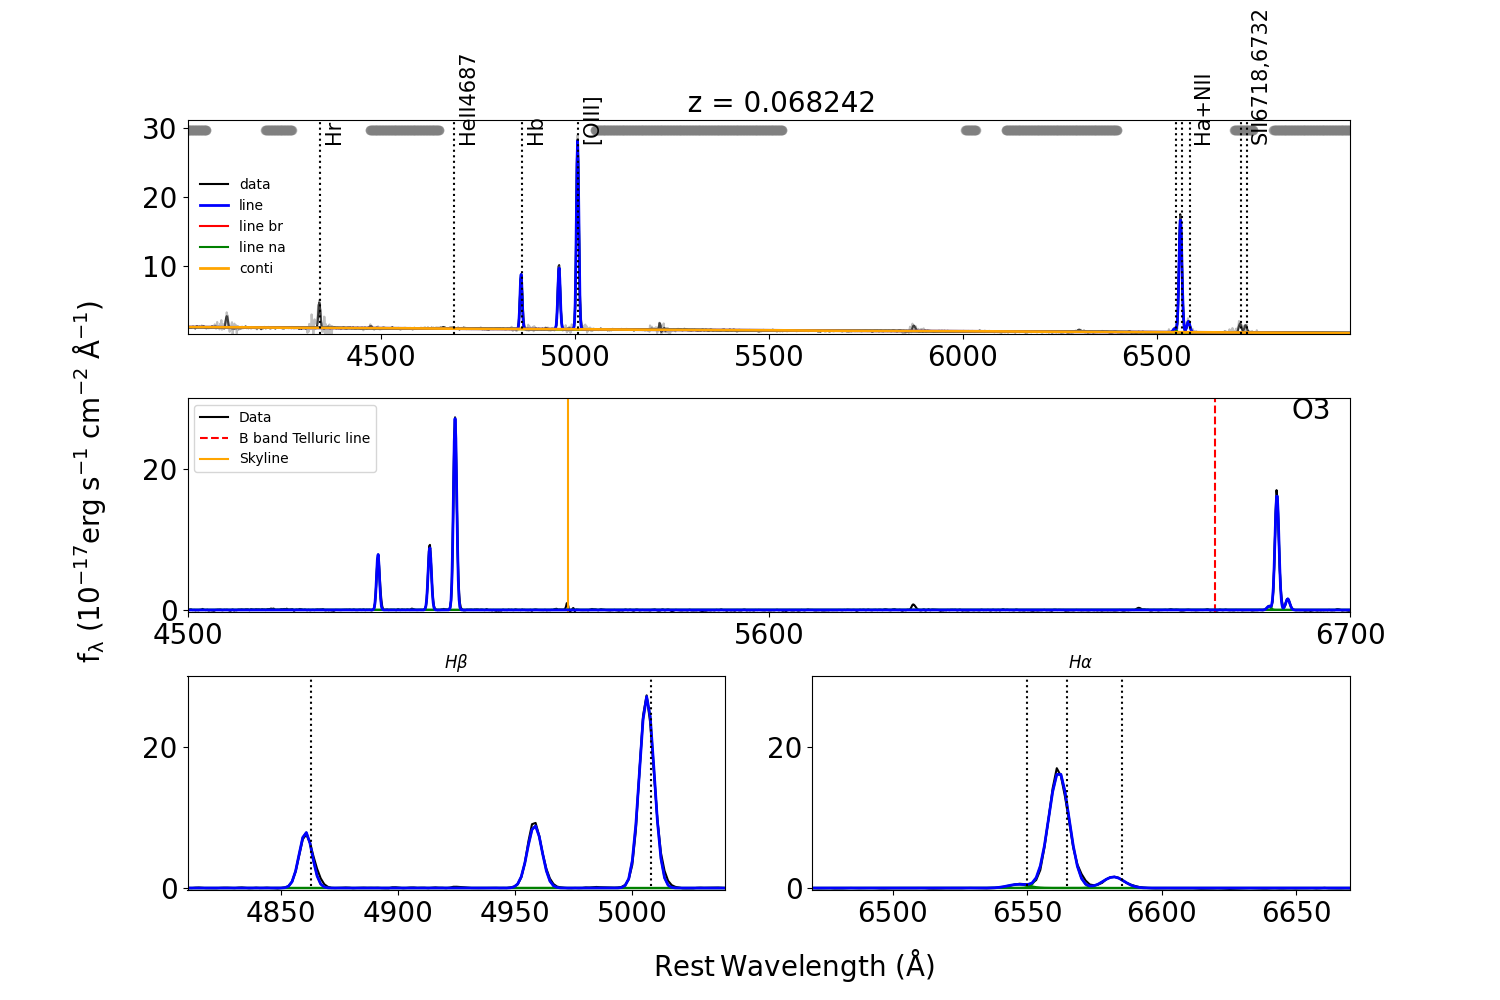 z = 0.068242
Hr
HeII4687
Hb
[OIII]
Ha+NII
SII6718,6732
30
20
10
data
line
line br
line na
conti
4500
5000
5500
6000
6500
fλ (10−17erg s−1 cm−2 Å−1)
20
0
Data
B band Telluric line
Skyline
O3
4500
5600
6700
Hβ
20
0
4850
4900
4950
5000
Hα
20
0
6500
6550
6600
6650
Rest Wavelength (Å)